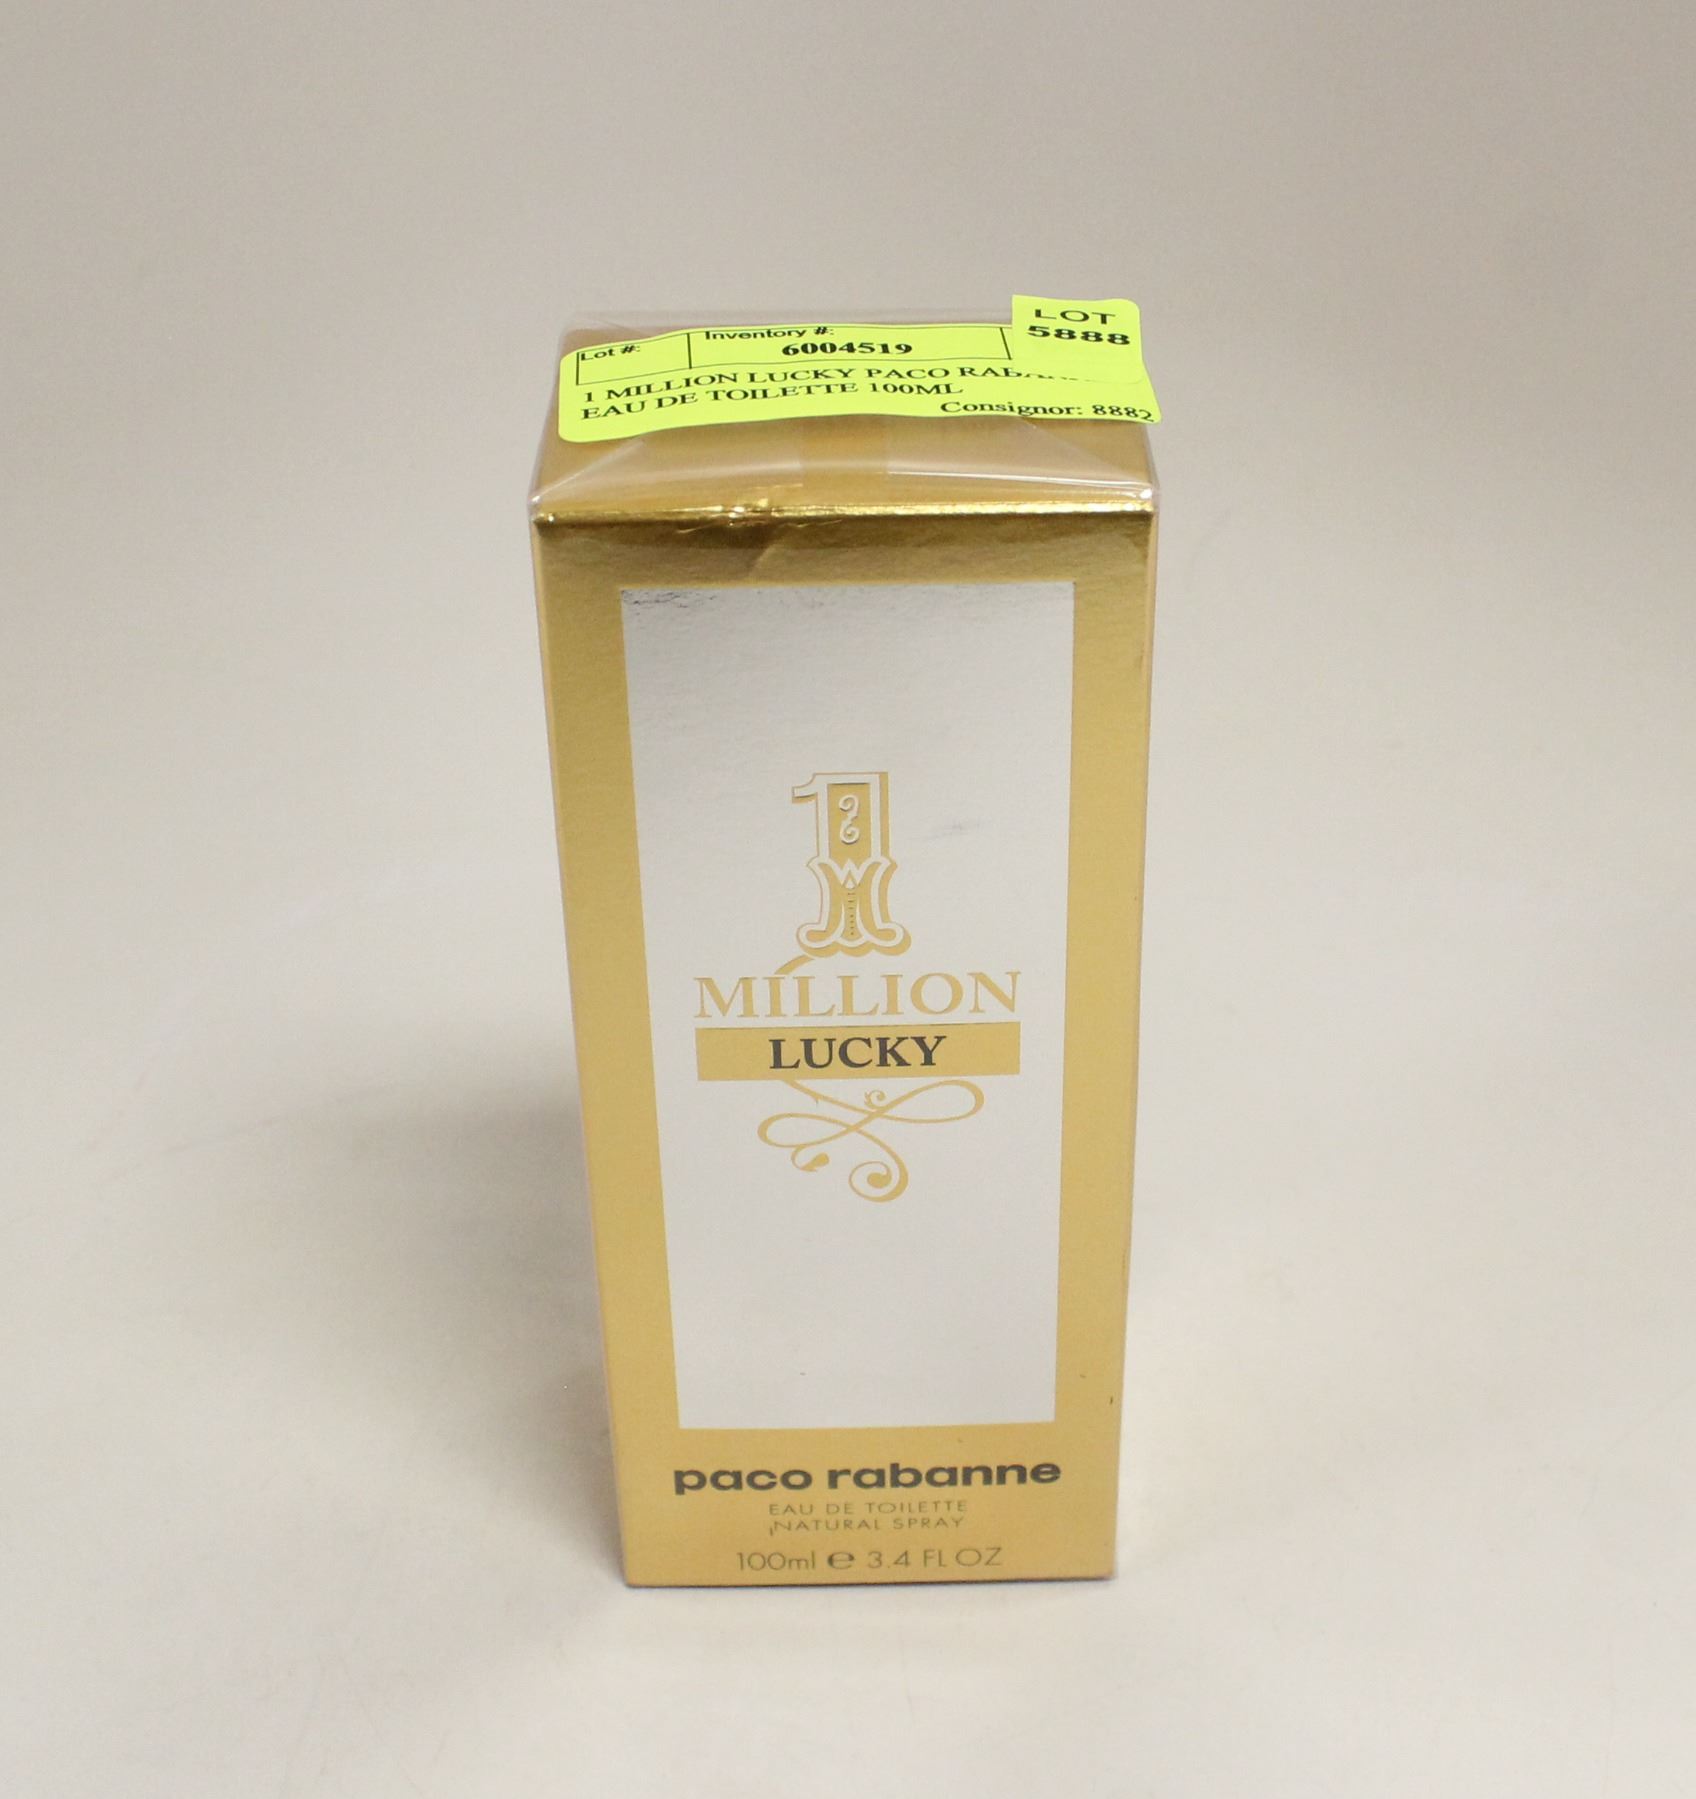 LOT
5888
Lot #:
Inventory #:
6004519
1 MILLION LUCKY PACO
EAU DE TOILETTE 100ML
Consignor: 8882
1
MILLION
LUCKY
paco rabanne
EAU DE TOILETTE
NATURAL SPRAY
100ml e 3.4 FL OZ